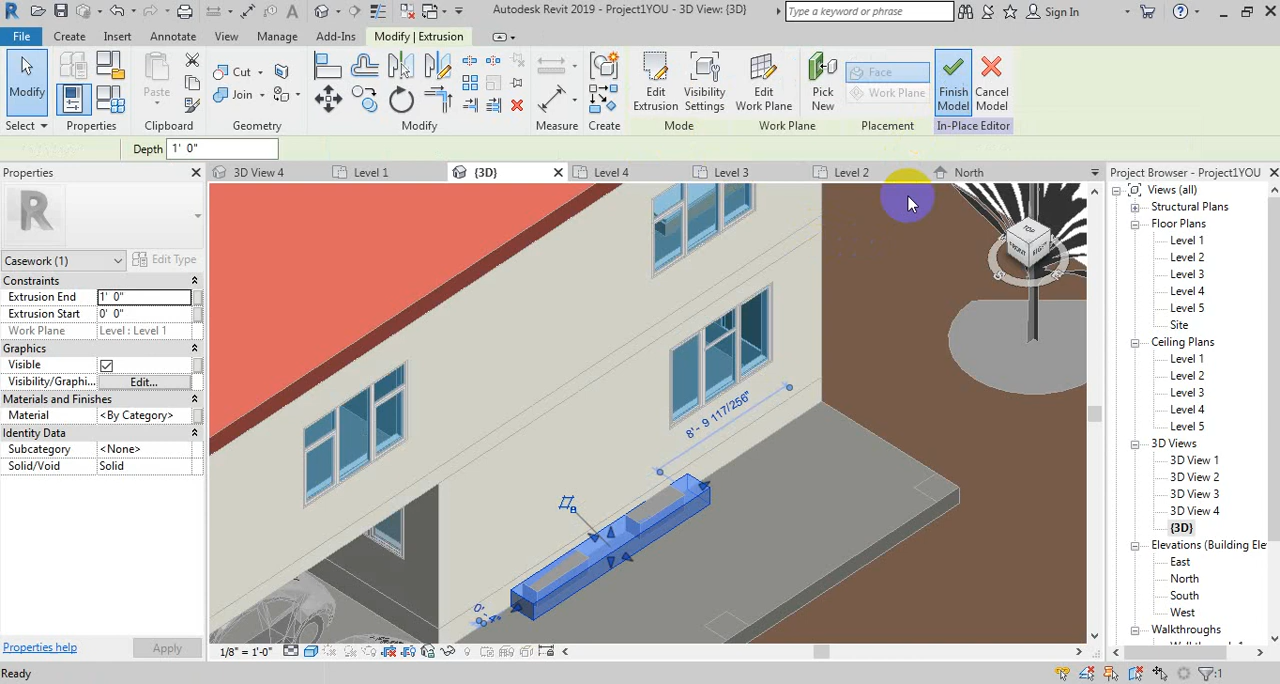 Autodesk Revit 2019 - Project1YOU - 3D View: {3D}
Type a keyword or phrase
Sign In
File
Create
Insert
Annotate
View
Manage
Add-Ins
Modify | Extrusion
Modify
Paste
Cut
Join
Edit Extrusion
Visibility Settings
Edit Work Plane
Pick New
Face
Work Plane
Finish Model
Cancel Model
Select
Properties
Clipboard
Geometry
Modify
Measure
Create
Mode
Work Plane
Placement
In-Place Editor
Depth 1' 0"
Properties
3D View 4
Level 1
{3D}
Level 4
Level 3
Level 2
North
Project Browser - Project1YOU
Casework (1)
Edit Type
Constraints
Extrusion End 1' 0"
Extrusion Start 0' 0"
Work Plane Level : Level 1
Graphics
Visible
Visibility/Graphi... Edit...
Materials and Finishes
Material <By Category>
Identity Data
Subcategory <None>
Solid/Void Solid
Properties help
Apply
TOP
FRONT
8'- 9 117/256"
Views (all)
Structural Plans
Floor Plans
Level 1
Level 2
Level 3
Level 4
Level 5
Site
Ceiling Plans
Level 1
Level 2
Level 3
Level 4
Level 5
3D Views
3D View 1
3D View 2
3D View 3
3D View 4
{3D}
Elevations (Building Ele
East
North
South
West
Walkthroughs
1/8" = 1'-0"
Ready
:1